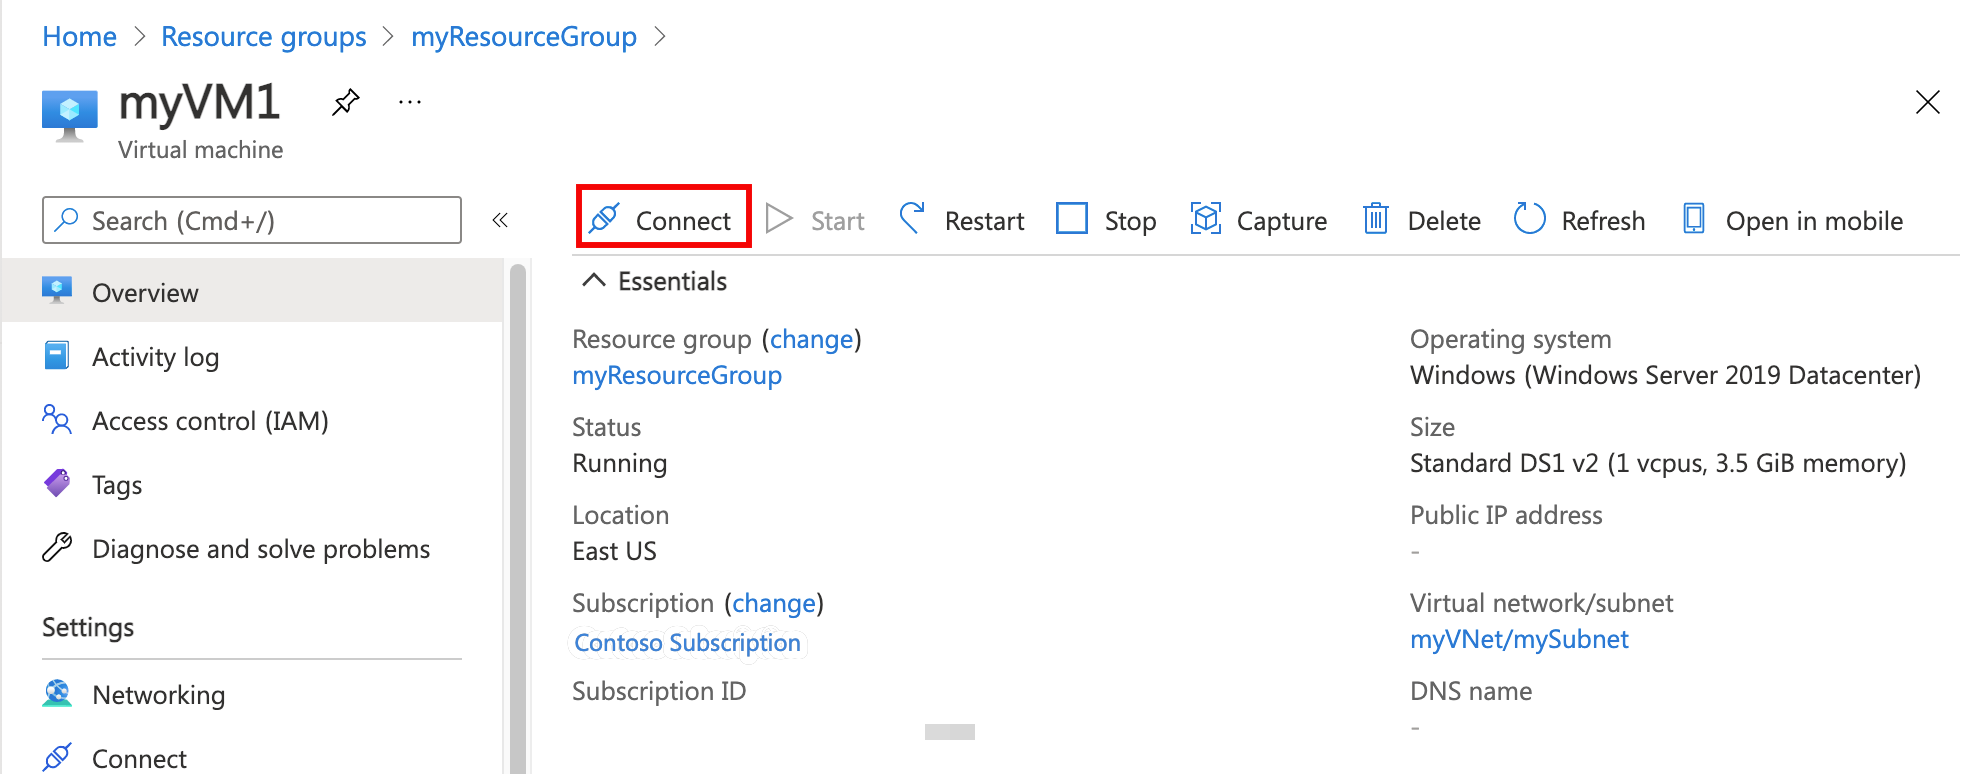 Home > Resource groups > myResourceGroup >
myVM1 ...
Virtual machine
Search (Cmd+/) «
Connect Start Restart Stop Capture Delete Refresh Open in mobile
Overview
Activity log
Access control (IAM)
Tags
Diagnose and solve problems
Settings
Networking
Connect
Essentials
Resource group (change)
myResourceGroup
Status
Running
Location
East US
Subscription (change)
Contoso Subscription
Subscription ID
Operating system
Windows (Windows Server 2019 Datacenter)
Size
Standard DS1 v2 (1 vcpus, 3.5 GiB memory)
Public IP address
-
Virtual network/subnet
myVNet/mySubnet
DNS name
-